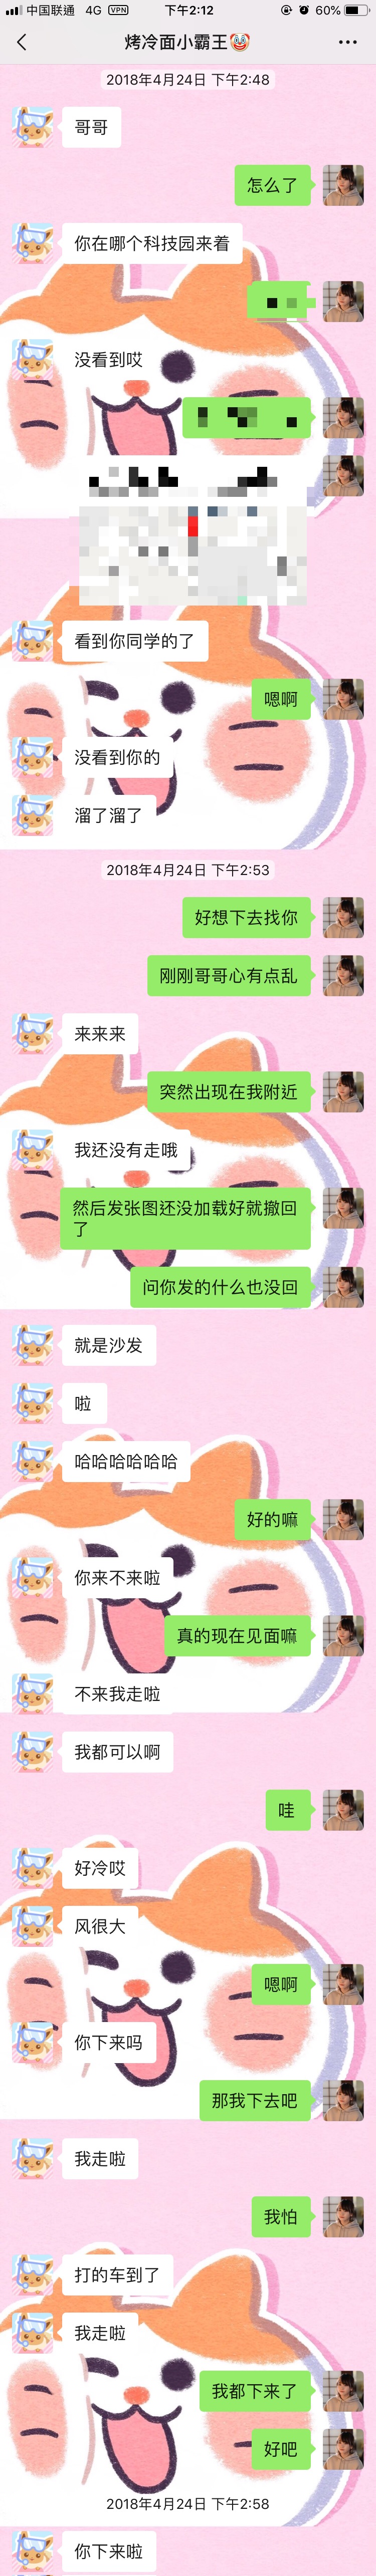 中国联通 4G VPN 下午2:12 60%
烤冷面小霸王🤡
2018年4月24日 下午2:48
哥哥
怎么了
你在哪个科技园来着
没看到哎
看到你同学的了
嗯啊
没看到你的
溜了溜了
2018年4月24日 下午2:53
好想下去找你
刚刚哥哥心有点乱
来来来
突然出现在我附近
我还没有走哦
然后发张图还没加载好就撤回
了
问你发的什么也没回
就是沙发
啦
哈哈哈哈哈哈
好的嘛
你来不来啦
真的现在见面嘛
不来我走啦
我都可以啊
哇
好冷哎
风很大
嗯啊
你下来吗
那我下去吧
我走啦
我怕
打的车到了
我走啦
我都下来了
好吧
2018年4月24日 下午2:58
你下来啦